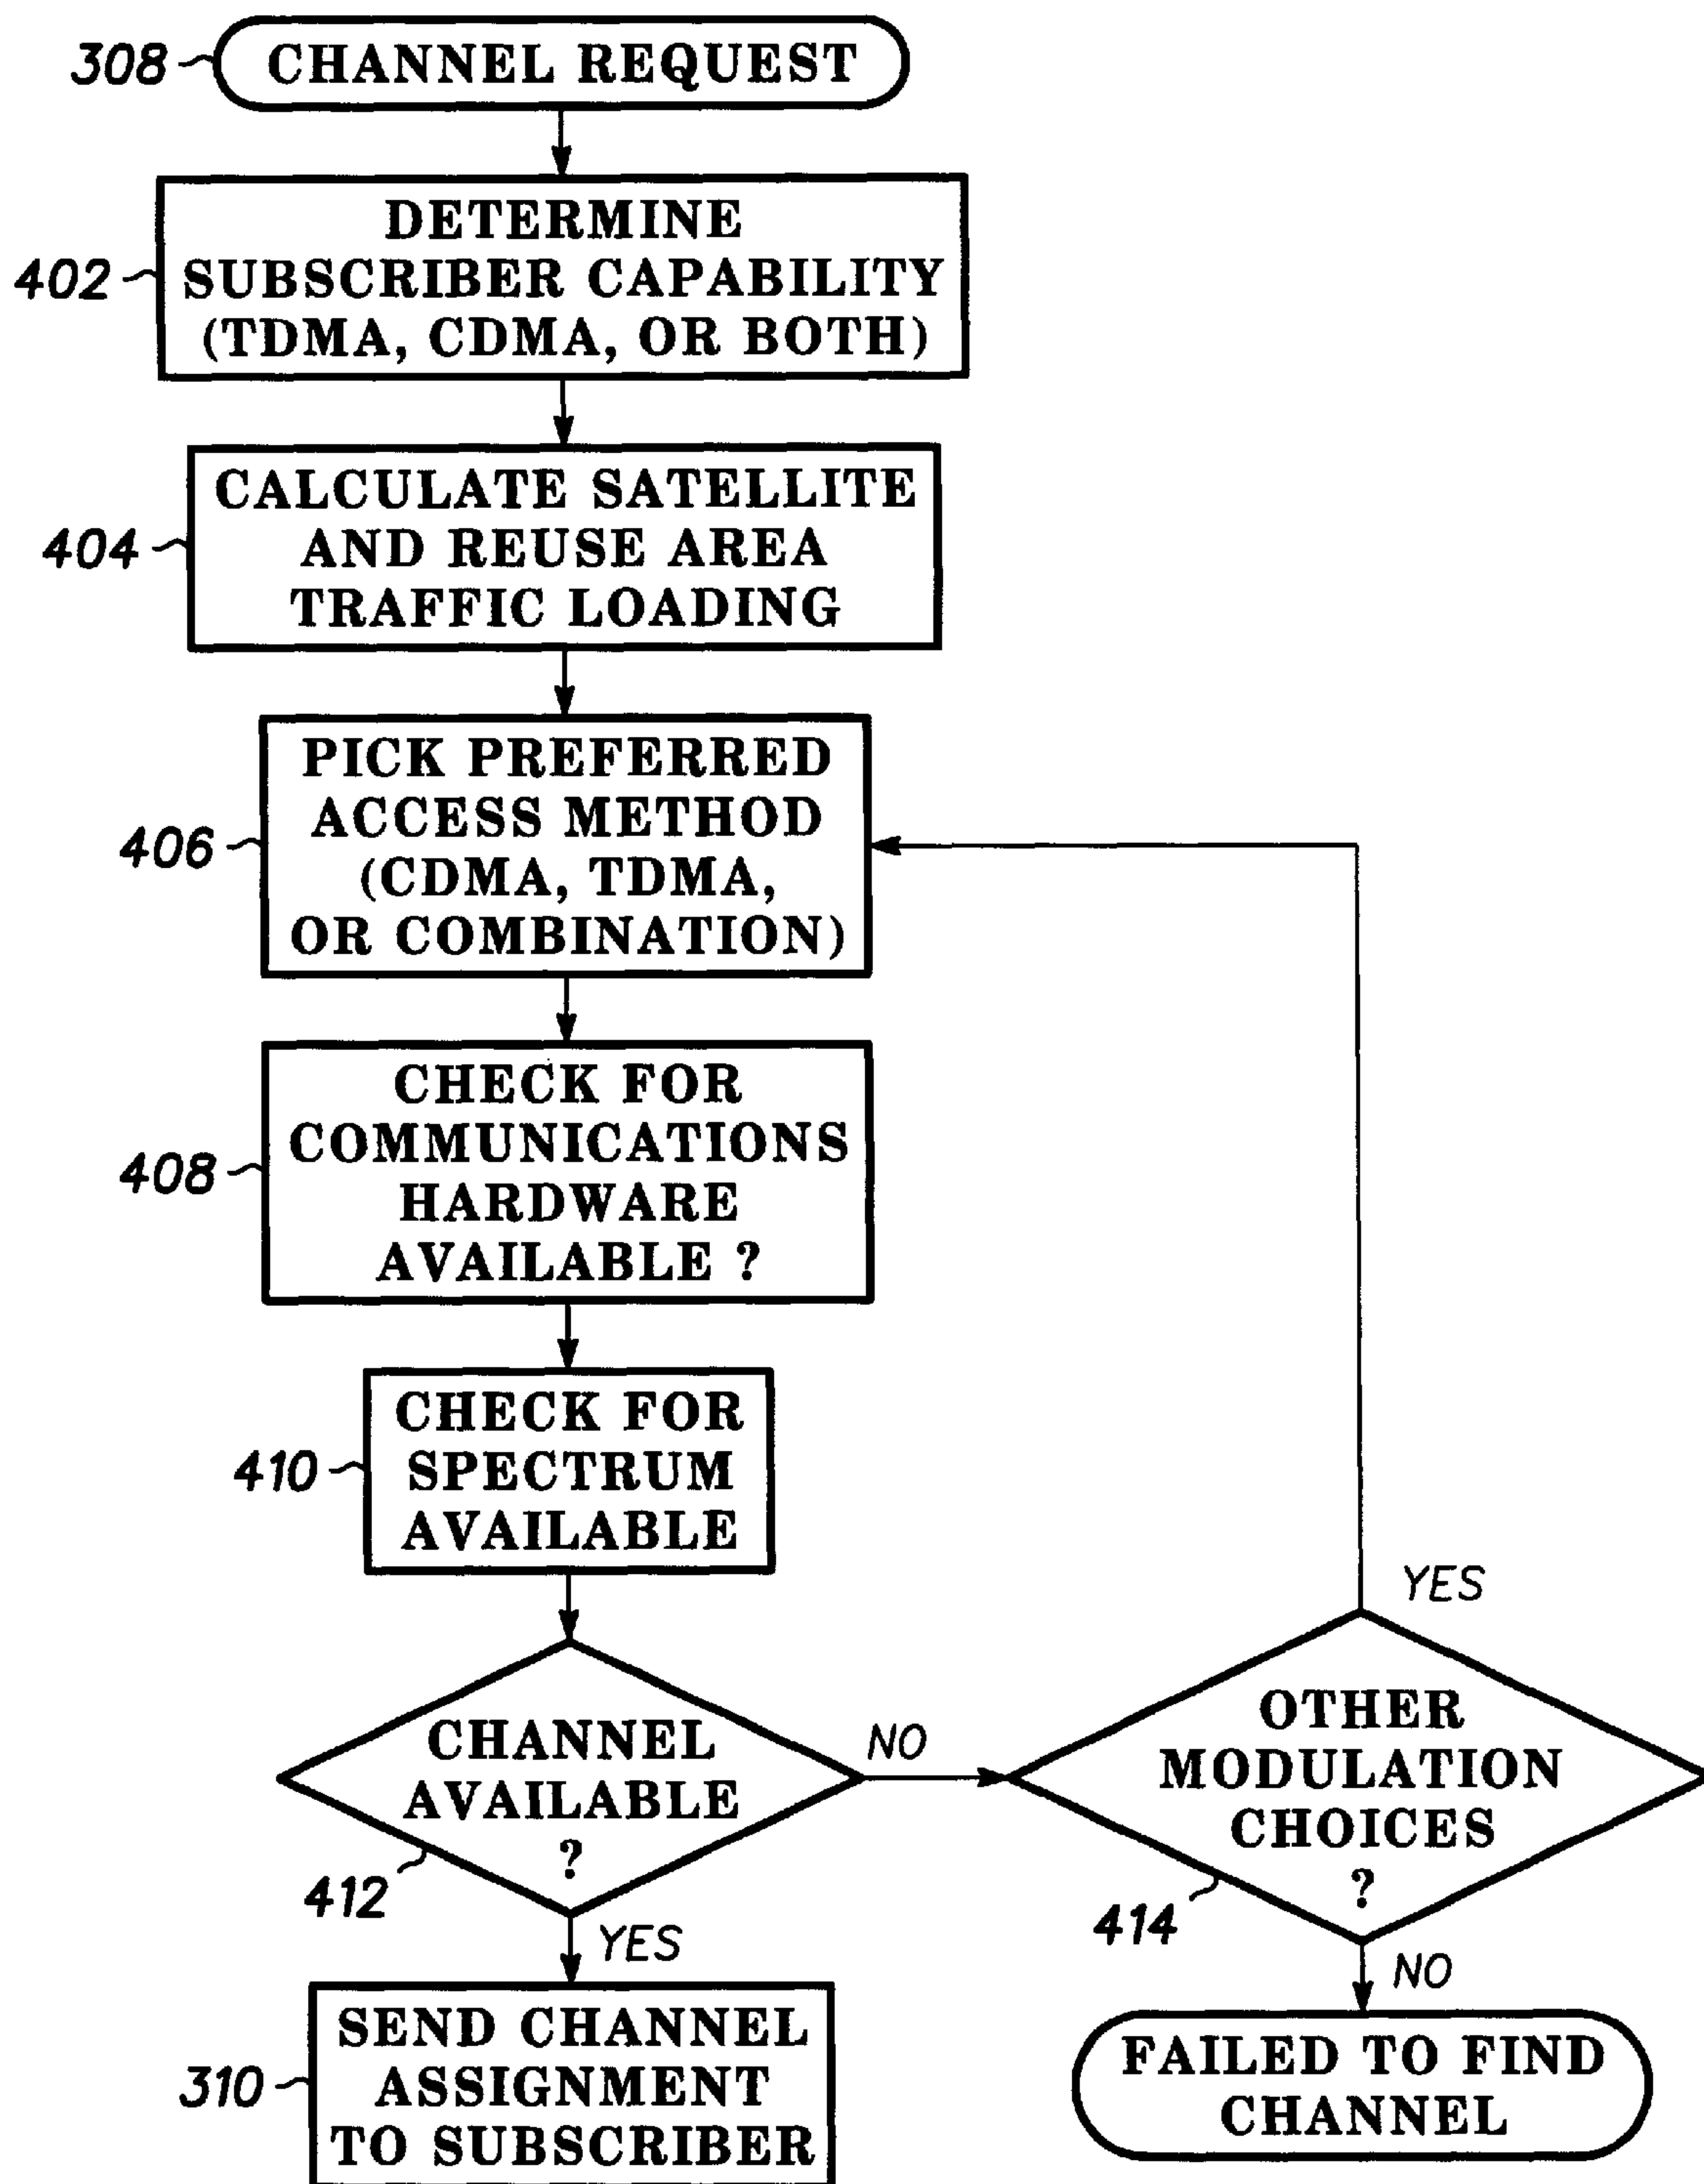 308
CHANNEL REQUEST
402
DETERMINE
SUBSCRIBER CAPABILITY
(TDMA, CDMA, OR BOTH)
404
CALCULATE SATELLITE
AND REUSE AREA
TRAFFIC LOADING
406
PICK PREFERRED
ACCESS METHOD
(CDMA, TDMA,
OR COMBINATION)
408
CHECK FOR
COMMUNICATIONS
HARDWARE
AVAILABLE ?
410
CHECK FOR
SPECTRUM
AVAILABLE
412
CHANNEL
AVAILABLE
?
NO
YES
414
OTHER
MODULATION
CHOICES
?
YES
NO
310
SEND CHANNEL
ASSIGNMENT
TO SUBSCRIBER
FAILED TO FIND
CHANNEL